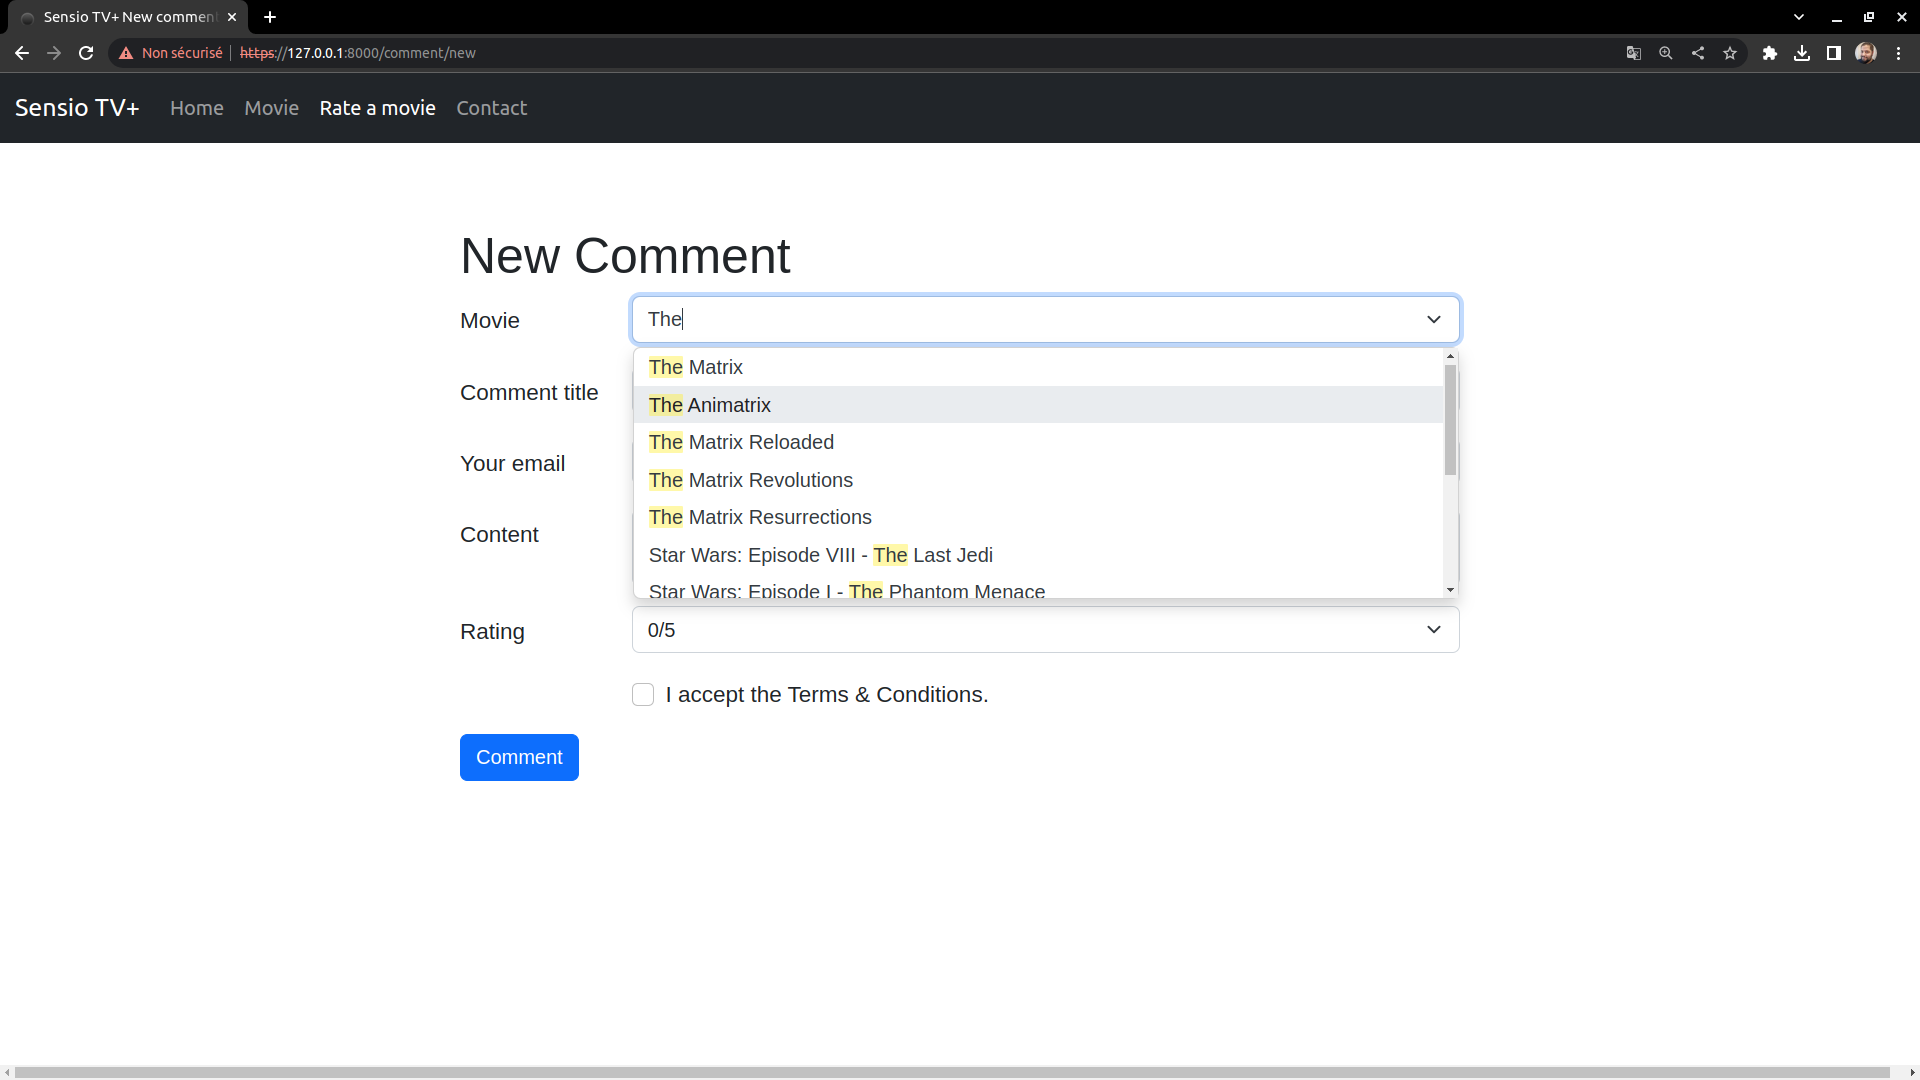 Sensio TV+ New comment
Non sécurisé https://127.0.0.1:8000/comment/new
Sensio TV+ Home Movie Rate a movie Contact
New Comment
Movie The
The Matrix
Comment title
The Animatrix
The Matrix Reloaded
Your email
The Matrix Revolutions
The Matrix Resurrections
Content
Star Wars: Episode VIII - The Last Jedi
Star Wars: Episode I - The Phantom Menace
Rating 0/5
I accept the Terms & Conditions.
Comment